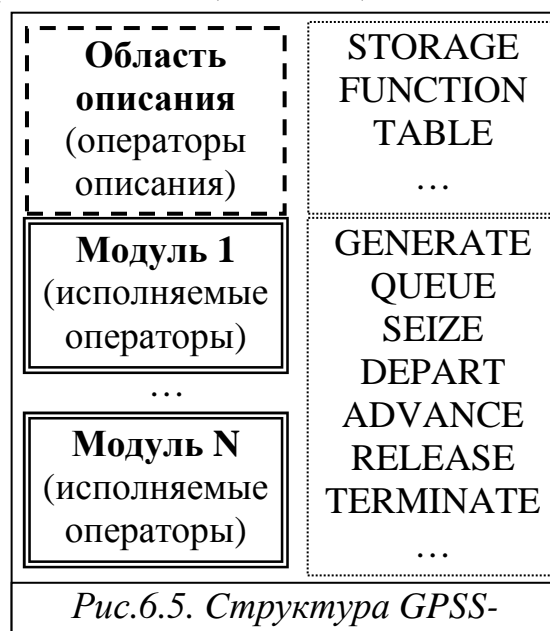 Область
описания
(операторы
описания)
STORAGE
FUNCTION
TABLE
…
Модуль 1
(исполняемые
операторы)
…
Модуль N
(исполняемые
операторы)
GENERATE
QUEUE
SEIZE
DEPART
ADVANCE
RELEASE
TERMINATE
…
Рис.6.5. Структура GPSS-